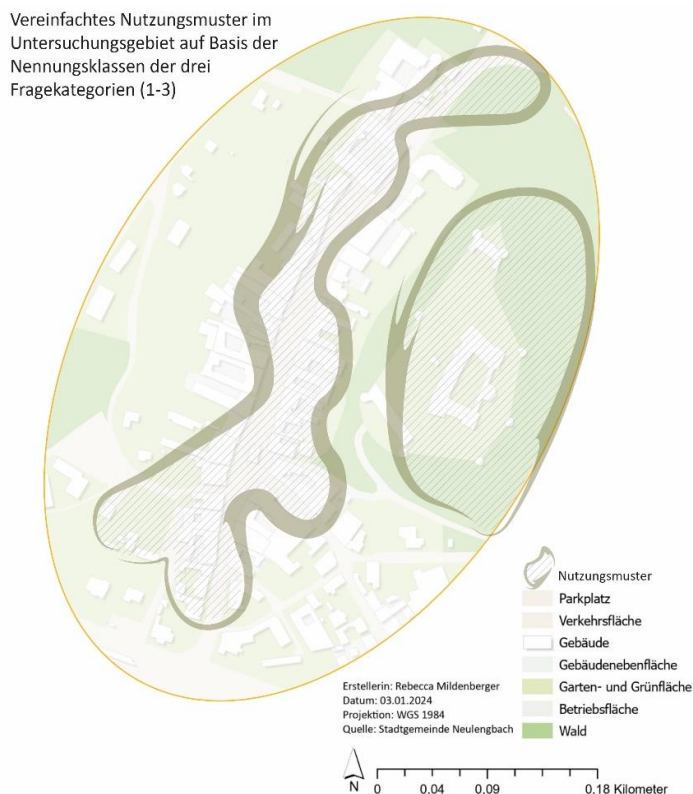 Vereinfachtes Nutzungsmuster im
Untersuchungsgebiet auf Basis der
Nennungsklassen der drei
Fragekategorien (1-3)
Nutzungsmuster
Parkplatz
Verkehrsfläche
Gebäude
Gebäudenebenfläche
Garten- und Grünfläche
Betriebsfläche
Wald
Erstellerin: Rebecca Mildenberger
Datum: 03.01.2024
Projektion: WGS 1984
Quelle: Stadtgemeinde Neulengbach
N
0 0.04 0.09 0.18 Kilometer